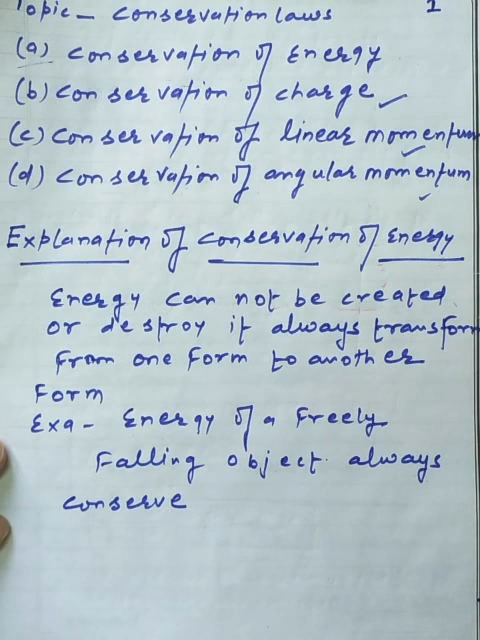 Topic - Conservation laws 1
(a) Conservation of Energy
(b) Conservation of charge
(c) Conservation of linear momentum
(d) Conservation of angular momentum
Explanation of conservation of Energy
Energy can not be created
or destroy it always transform
from one form to another
Form
Exa - Energy of a Freely
Falling object always
conserve